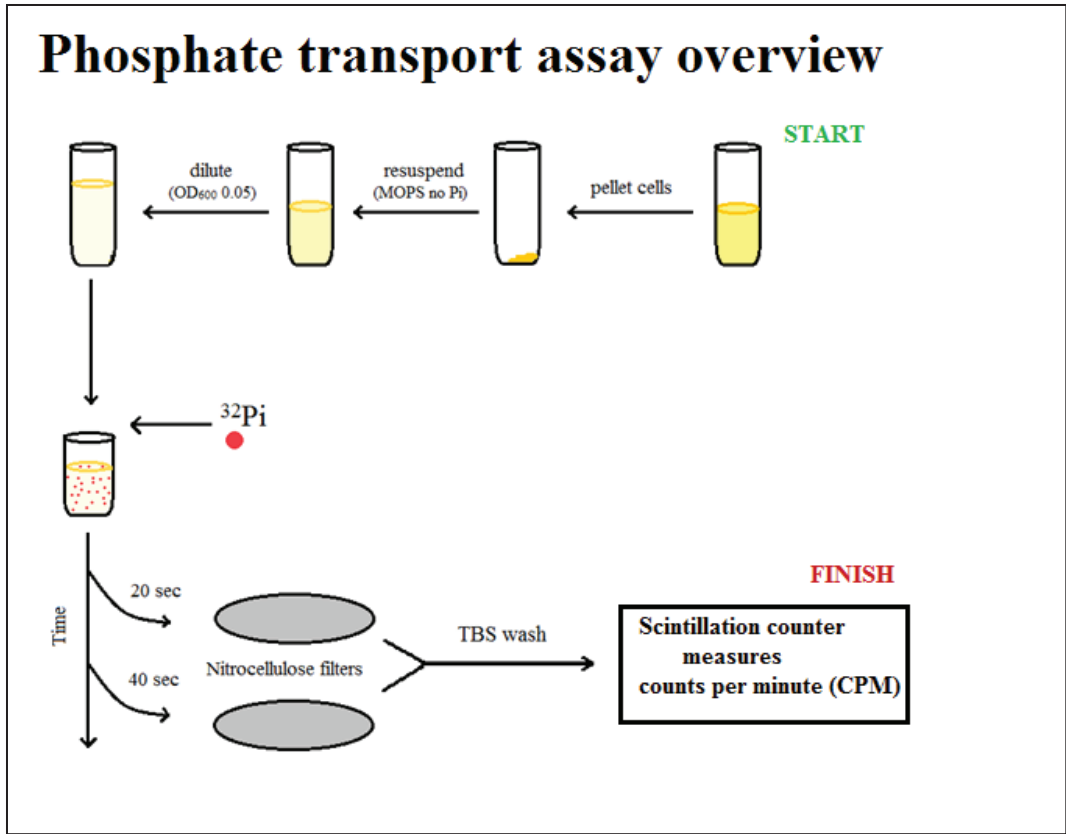 Phosphate transport assay overview
START
pellet cells
resuspend
(MOPS no Pi)
dilute
(OD₆₀₀ 0.05)
³²Pi
Time
20 sec
40 sec
Nitrocellulose filters
TBS wash
FINISH
Scintillation counter
measures
counts per minute (CPM)